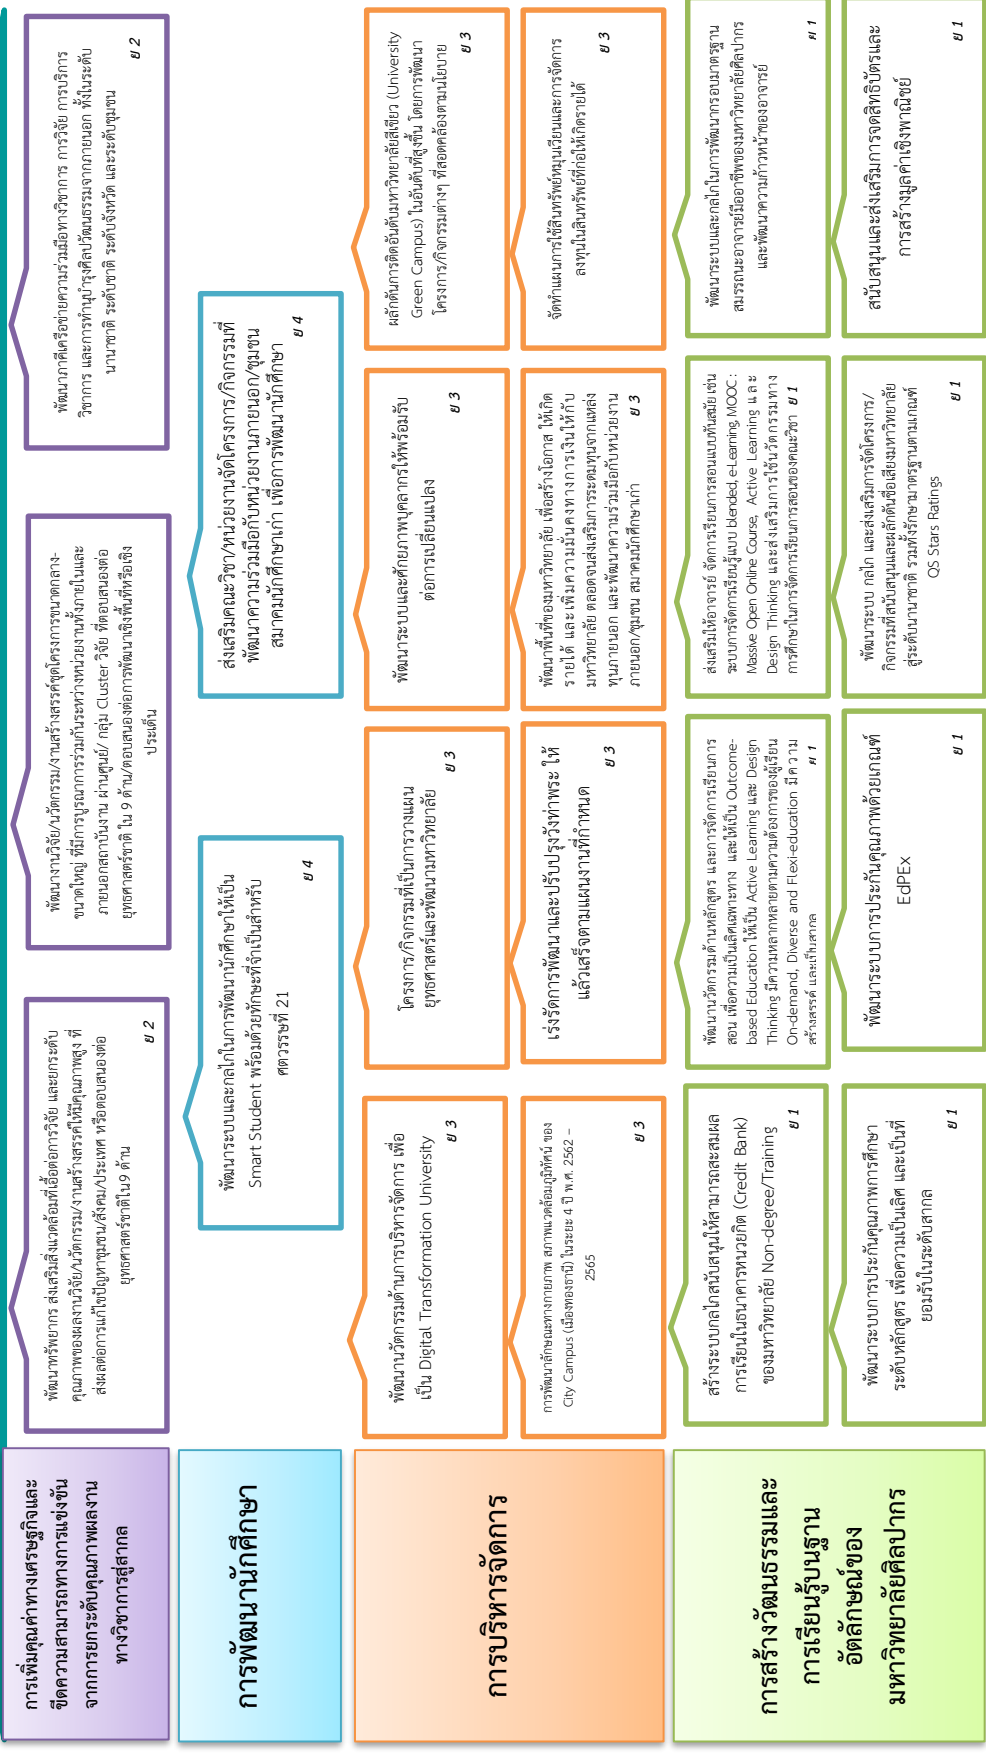 การเพิ่มคุณค่าทางเศรษฐกิจและ
ขีดความสามารถทางการแข่งขัน
จากการยกระดับคุณภาพผลงาน
ทางวิชาการสู่สากล
พัฒนาทรัพยากร ส่งเสริมสิ่งแวดล้อมที่เอื้อต่อการวิจัย และยกระดับ
คุณภาพของผลงานวิจัย/นวัตกรรม/งานสร้างสรรค์ให้มีคุณภาพสูง ที่
ส่งผลต่อการแก้ไขปัญหาชุมชน/สังคม/ประเทศ หรือตอบสนองต่อ
ยุทธศาสตร์ชาติใน 9 ด้าน
ย 2
พัฒนางานวิจัย/นวัตกรรม/งานสร้างสรรค์ชุดโครงการขนาดกลาง-
ขนาดใหญ่ ที่มีการบูรณาการร่วมกันระหว่างหน่วยงานทั้งภายในและ
ภายนอกสถาบันงาน ผ่านศูนย์/ กลุ่ม Cluster วิจัย ที่ตอบสนองต่อ
ยุทธศาสตร์ชาติ ใน 9 ด้าน/ตอบสนองต่อการพัฒนาเชิงพื้นที่หรือเชิง
ประเด็น
พัฒนาภาคีเครือข่ายความร่วมมือทางวิชาการ การวิจัย การบริการ
วิชาการ และการทำนุบำรุงศิลปวัฒนธรรมจากภายนอก ทั้งในระดับ
นานาชาติ ระดับชาติ ระดับจังหวัด และระดับชุมชน
ย 2
การพัฒนานักศึกษา
พัฒนาระบบและกลไกในการพัฒนานักศึกษาให้เป็น
Smart Student พร้อมด้วยทักษะที่จำเป็นสำหรับ
ศตวรรษที่ 21
ย 4
ส่งเสริมคณะวิชา/หน่วยงานจัดโครงการ/กิจกรรมที่
พัฒนาความร่วมมือกับหน่วยงานภายนอก/ชุมชน
สมาคมนักศึกษาเก่า เพื่อการพัฒนานักศึกษา
ย 4
การบริหารจัดการ
พัฒนานวัตกรรมด้านการบริหารจัดการ เพื่อ
เป็น Digital Transformation University
ย 3
โครงการ/กิจกรรมที่เป็นการวางแผน
ยุทธศาสตร์และพัฒนามหาวิทยาลัย
ย 3
พัฒนาระบบและศักยภาพบุคลากรให้พร้อมรับ
ต่อการเปลี่ยนแปลง
ย 3
ผลักดันการติดอันดับมหาวิทยาลัยสีเขียว (University
Green Campus) ในอันดับที่สูงขึ้น โดยการพัฒนา
โครงการ/กิจกรรมต่างๆ ที่สอดคล้องตามนโยบาย
ย 3
การพัฒนาลักษณะทางกายภาพ สภาพแวดล้อมภูมิทัศน์ ของ
City Campus (เมืองทองธานี) ในระยะ 4 ปี พ.ศ. 2562 –
2565
ย 3
เร่งรัดการพัฒนาและปรับปรุงวังท่าพระ ให้
แล้วเสร็จตามแผนงานที่กำหนด
ย 3
พัฒนาพื้นที่ของมหาวิทยาลัย เพื่อสร้างโอกาส ให้เกิด
รายได้ และเพิ่มความมั่นคงทางการเงินให้กับ
มหาวิทยาลัย ตลอดจนส่งเสริมการระดมทุนจากแหล่ง
ทุนภายนอก และพัฒนาความร่วมมือกับหน่วยงาน
ภายนอก/ชุมชน สมาคมนักศึกษาเก่า
ย 3
จัดทำแผนการใช้สินทรัพย์หมุนเวียนและการจัดการ
ลงทุนในสินทรัพย์ที่ก่อให้เกิดรายได้
ย 3
การสร้างวัฒนธรรมและ
การเรียนรู้บนฐาน
อัตลักษณ์ของ
มหาวิทยาลัยศิลปากร
สร้างระบบกลไกสนับสนุนให้สามารถสะสมผล
การเรียนในธนาคารหน่วยกิต (Credit Bank)
ของมหาวิทยาลัย Non-degree/Training
ย 1
พัฒนานวัตกรรมด้านหลักสูตร และการจัดการเรียนการ
สอน เพื่อความเป็นเลิศเฉพาะทาง และให้เป็น Outcome-
based Education ให้เป็น Active Learning และ Design
Thinking มีความหลากหลายตามความต้องการของผู้เรียน
On-demand, Diverse and Flexi-education มีความ
สร้างสรรค์ และเป็นสากล
ย 1
ส่งเสริมให้อาจารย์ จัดการเรียนการสอนแบบทันสมัย เช่น
ระบบการจัดการเรียนรู้แบบ blended, e-Learning, MOOC :
Massive Open Online Course, Active Learning และ
Design Thinking และส่งเสริมการใช้นวัตกรรมทาง
การศึกษาในการจัดการเรียนการสอนของคณะวิชา ย 1
พัฒนาระบบและกลไกในการพัฒนากรอบมาตรฐาน
สมรรถนะอาจารย์มืออาชีพของมหาวิทยาลัยศิลปากร
และพัฒนาความก้าวหน้าของอาจารย์
ย 1
พัฒนาระบบการประกันคุณภาพการศึกษา
ระดับหลักสูตร เพื่อความเป็นเลิศ และเป็นที่
ยอมรับในระดับสากล
ย 1
พัฒนาระบบการประกันคุณภาพด้วยเกณฑ์
EdPEx
ย 1
พัฒนาระบบ กลไก และส่งเสริมการจัดโครงการ/
กิจกรรมที่สนับสนุนและผลักดันชื่อเสียงมหาวิทยาลัย
สู่ระดับนานาชาติ รวมทั้งรักษามาตรฐานตามเกณฑ์
QS Stars Ratings
ย 1
สนับสนุนและส่งเสริมการจดสิทธิบัตรและ
การสร้างมูลค่าเชิงพาณิชย์
ย 1